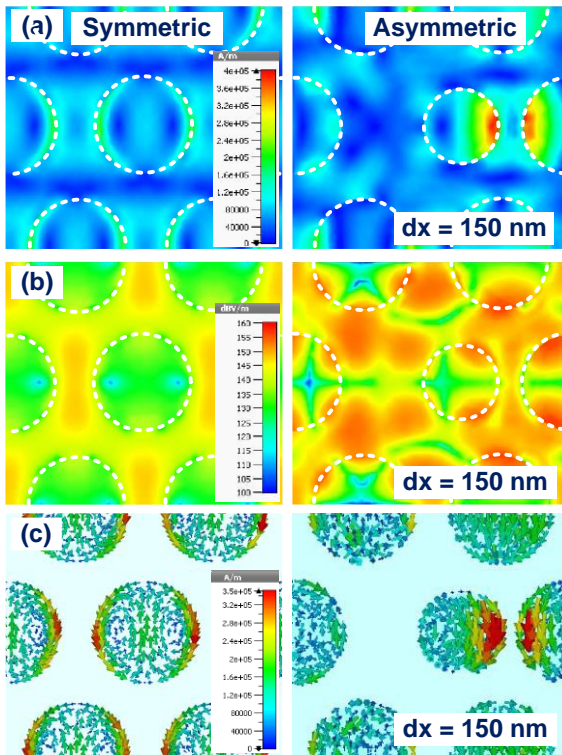 (a) Symmetric Asymmetric
A/m
4e+05
3.6e+05
3.2e+05
2.8e+05
2.4e+05
2e+05
1.6e+05
1.2e+05
80000
40000
0
dx = 150 nm
(b)
dBV/m
160
155
150
145
140
135
130
125
120
115
110
105
100
dx = 150 nm
(c)
A/m
3.6e+05
3.2e+05
2.8e+05
2.4e+05
2e+05
1.6e+05
1.2e+05
80000
40000
0
dx = 150 nm